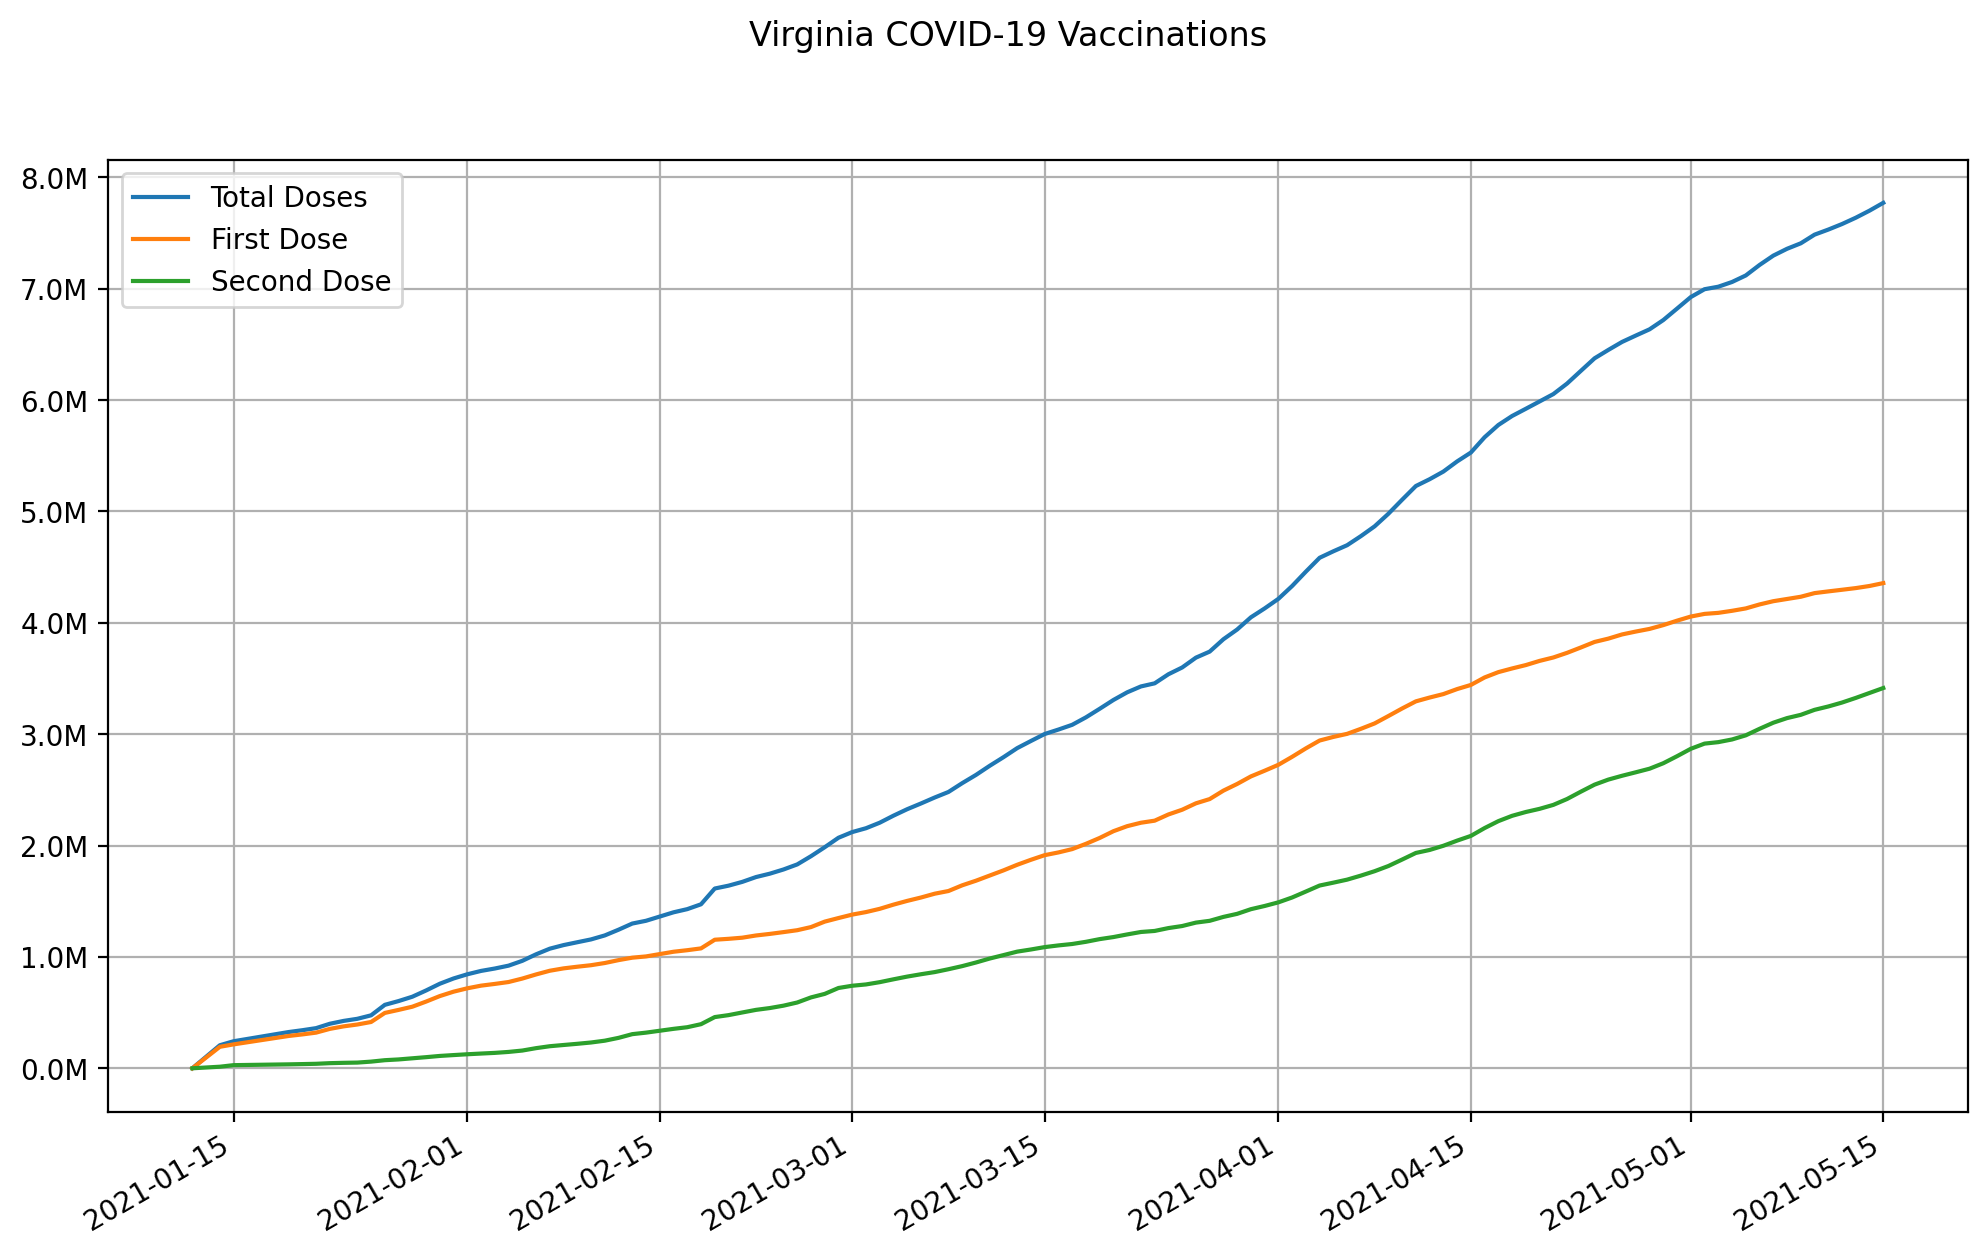 Virginia COVID-19 Vaccinations
8.0M
7.0M
6.0M
5.0M
4.0M
3.0M
2.0M
1.0M
0.0M
Total Doses
First Dose
Second Dose
2021-01-15
2021-02-01
2021-02-15
2021-03-01
2021-03-15
2021-04-01
2021-04-15
2021-05-01
2021-05-15